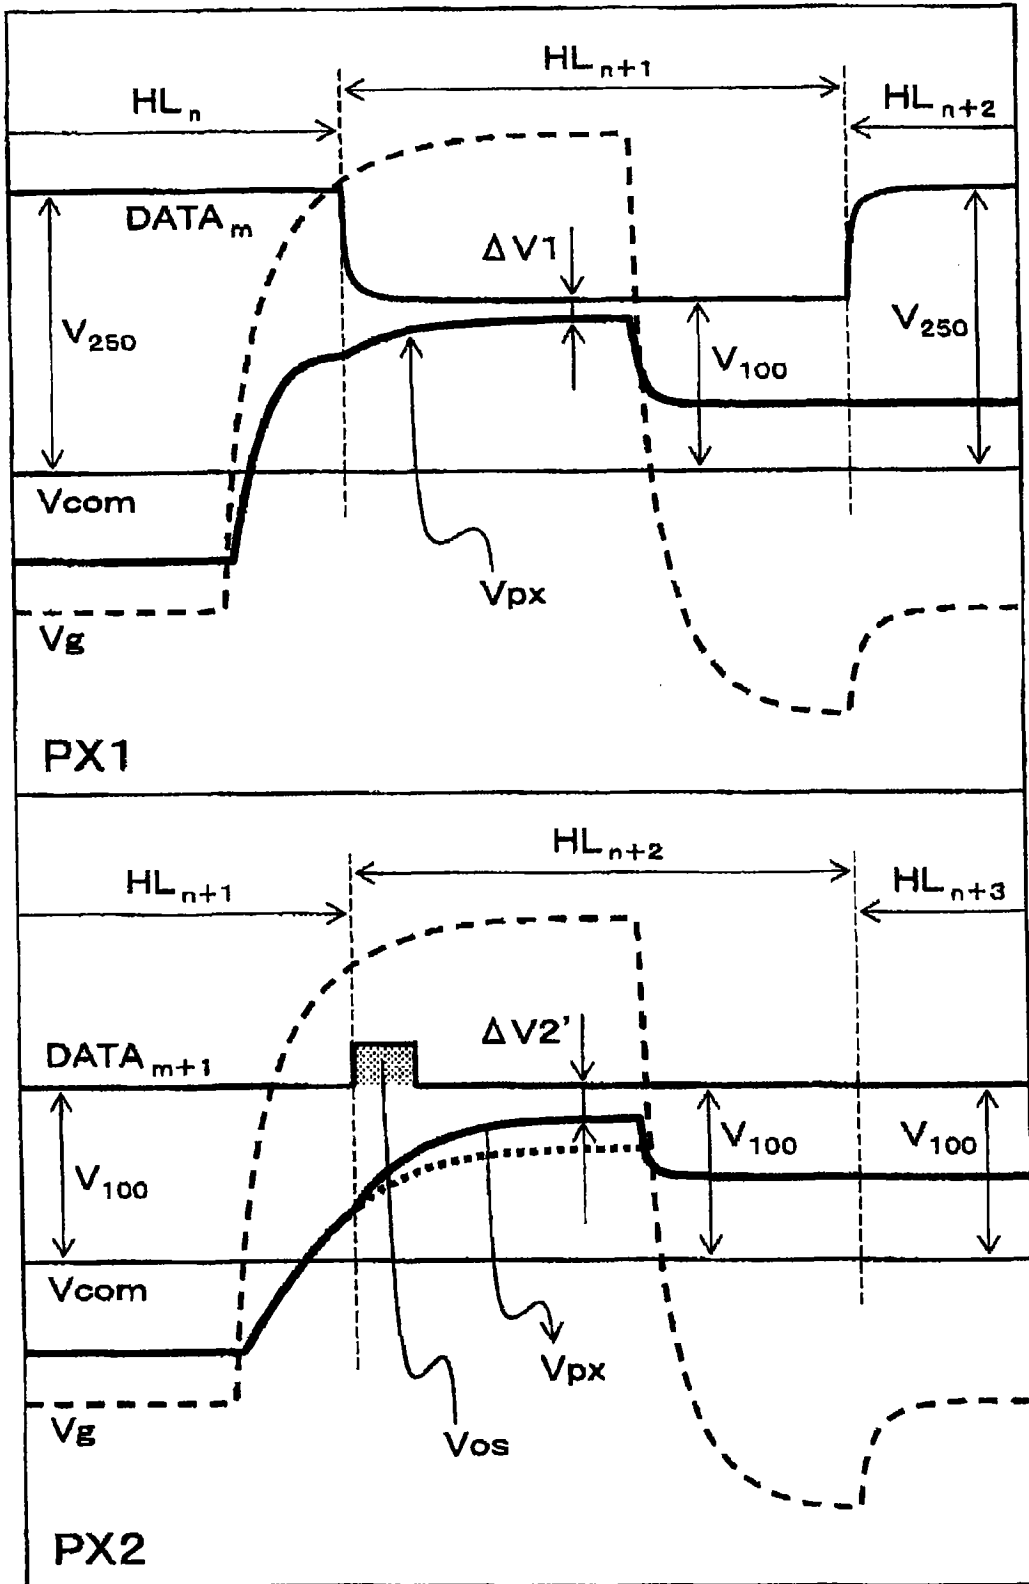 HLn+1
HLn
HLn+2
DATAm
ΔV1
V250
V100
V250
Vcom
Vpx
Vg
PX1
HLn+2
HLn+1
HLn+3
ΔV2'
DATAm+1
V100
V100
V100
Vcom
Vpx
Vg
Vos
PX2